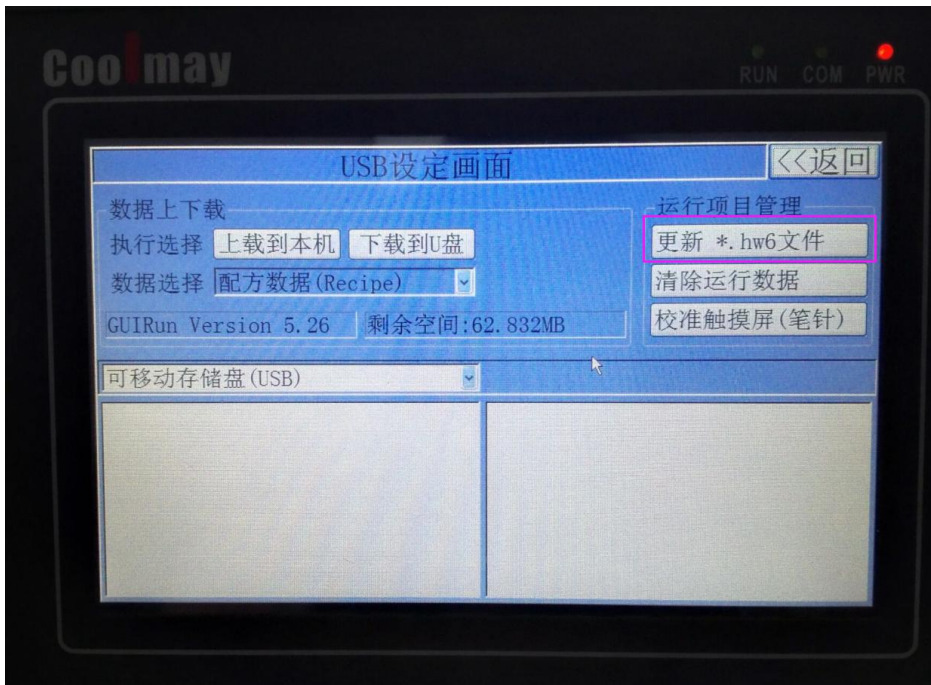 Coolmay
RUN COM PWR
USB设定画面
<<返回
数据上下载
执行选择 上载到本机 下载到U盘
数据选择 配方数据(Recipe)
GUIRun Version 5.26 剩余空间:62.832MB
运行项目管理
更新 *.hw6文件
清除运行数据
校准触摸屏(笔针)
可移动存储盘(USB)